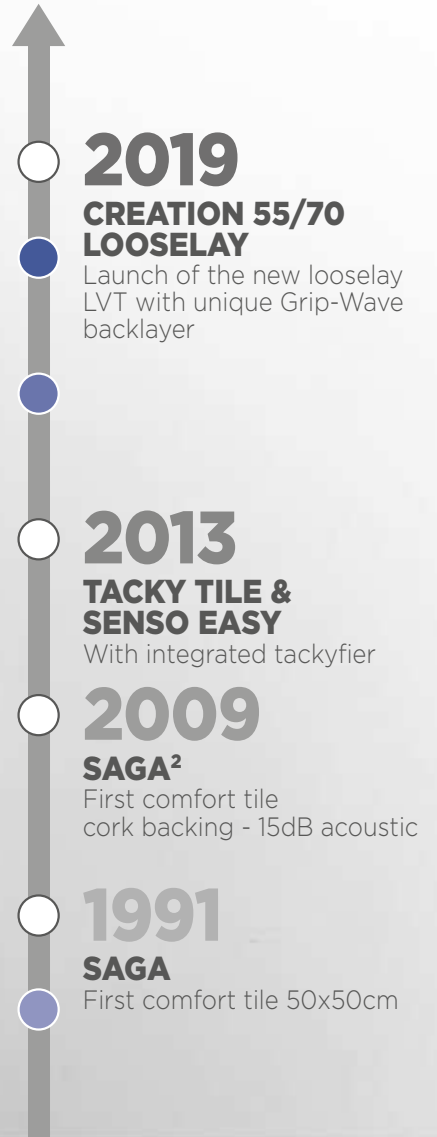 2019
CREATION 55/70
LOOSELAY
Launch of the new looselay
LVT with unique Grip-Wave
backlayer
2013
TACKY TILE &
SENSO EASY
With integrated tackyfier
2009
SAGA²
First comfort tile
cork backing - 15dB acoustic
1991
SAGA
First comfort tile 50x50cm